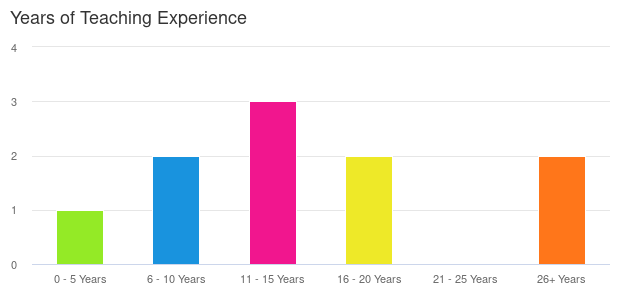 Years of Teaching Experience
4
3
2
1
0
0 - 5 Years
6 - 10 Years
11 - 15 Years
16 - 20 Years
21 - 25 Years
26+ Years